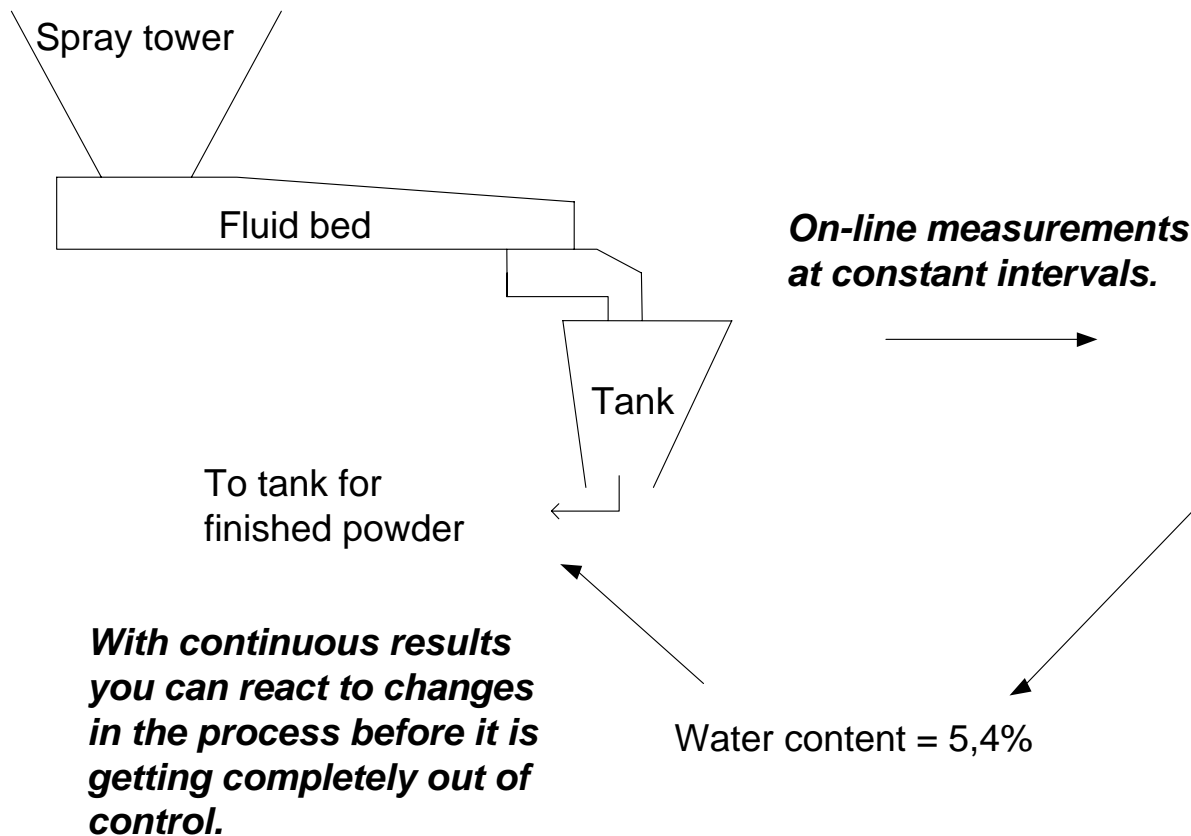 Spray tower
Fluid bed
On-line measurements
at constant intervals.
Tank
To tank for
finished powder
With continuous results
you can react to changes
in the process before it is
getting completely out of
control.
Water content = 5,4%